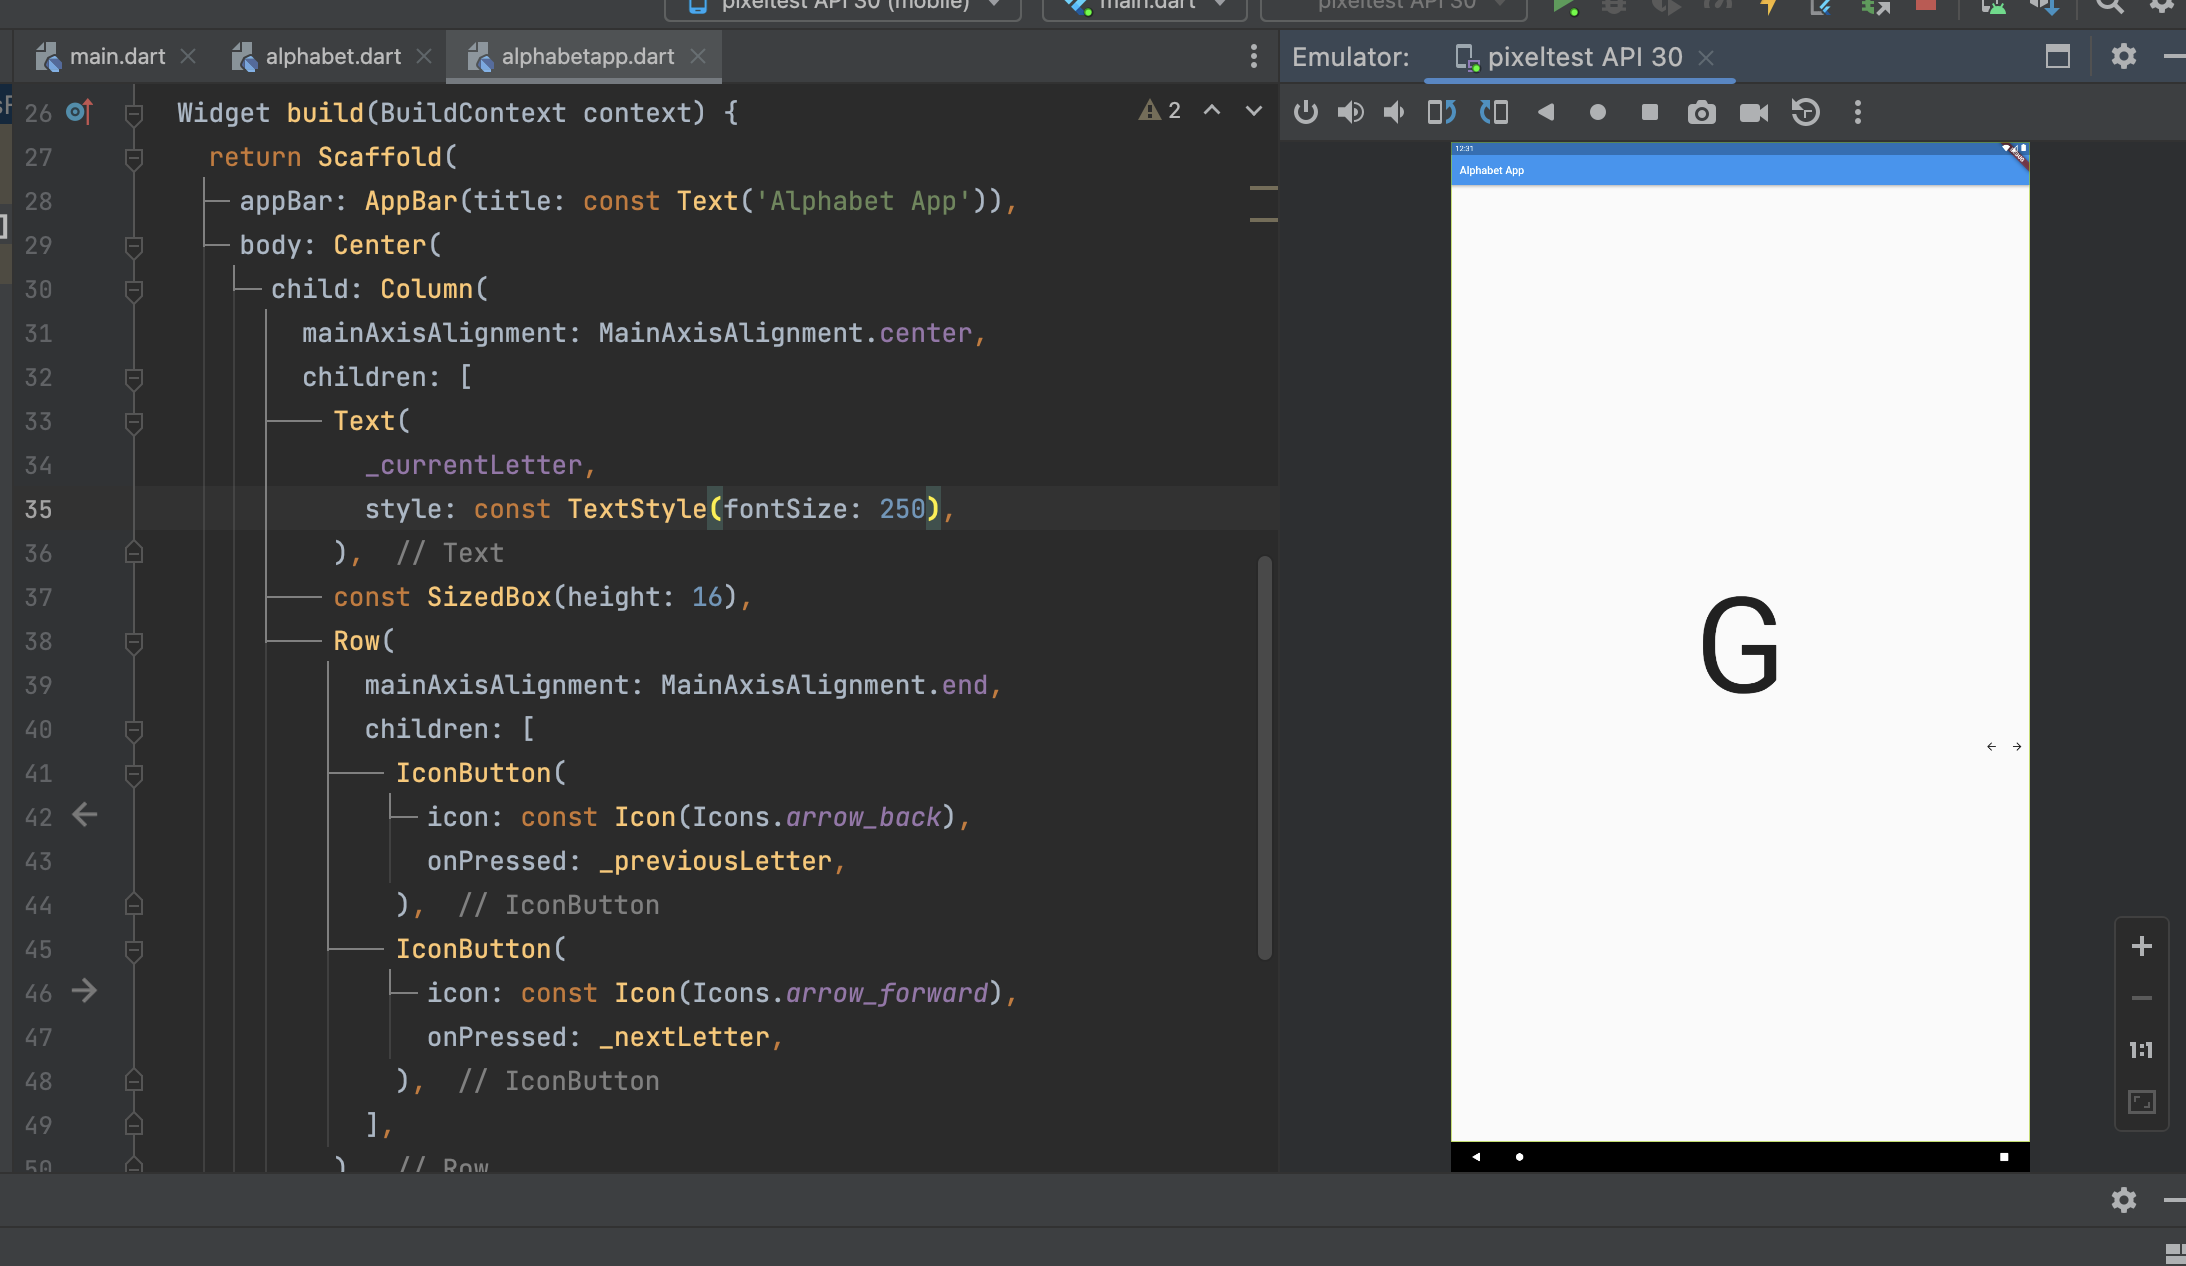 pixeltest API 30 (mobile)
main.dart
pixeltest API 30
main.dart
alphabet.dart
alphabetapp.dart
Emulator:
pixeltest API 30
26 Widget build(BuildContext context) {
2
27 return Scaffold(
28 appBar: AppBar(title: const Text('Alphabet App')),
29 body: Center(
30 child: Column(
31 mainAxisAlignment: MainAxisAlignment.center,
32 children: [
33 Text(
34 _currentLetter,
35 style: const TextStyle(fontSize: 250),
36 ), // Text
37 const SizedBox(height: 16),
38 Row(
39 mainAxisAlignment: MainAxisAlignment.end,
40 children: [
41 IconButton(
42 icon: const Icon(Icons.arrow_back),
43 onPressed: _previousLetter,
44 ), // IconButton
45 IconButton(
46 icon: const Icon(Icons.arrow_forward),
47 onPressed: _nextLetter,
48 ), // IconButton
49 ],
50 ) // Row
12:31
Alphabet App
G
1:1